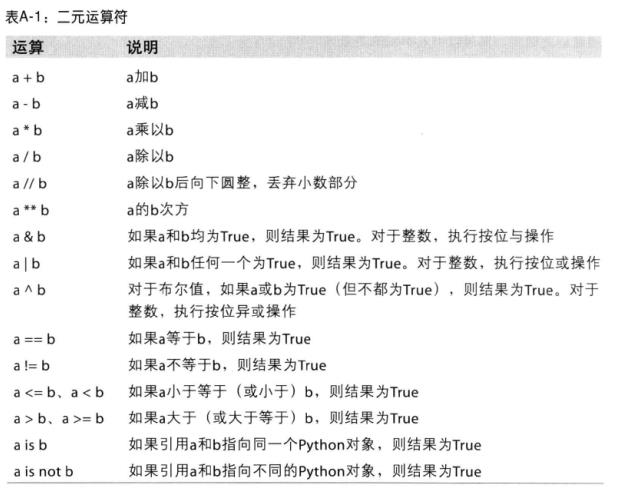 表A-1：二元运算符
运算 说明
a + b a加b
a - b a减b
a * b a乘以b
a / b a除以b
a // b a除以b后向下圆整，丢弃小数部分
a ** b a的b次方
a & b 如果a和b均为True，则结果为True。对于整数，执行按位与操作
a | b 如果a和b任何一个为True，则结果为True。对于整数，执行按位或操作
a ^ b 对于布尔值，如果a或b为True（但不都为True），则结果为True。对于
整数，执行按位异或操作
a == b 如果a等于b，则结果为True
a != b 如果a不等于b，则结果为True
a <= b、a < b 如果a小于等于（或小于）b，则结果为True
a > b、a >= b 如果a大于（或大于等于）b，则结果为True
a is b 如果引用a和b指向同一个Python对象，则结果为True
a is not b 如果引用a和b指向不同的Python对象，则结果为True